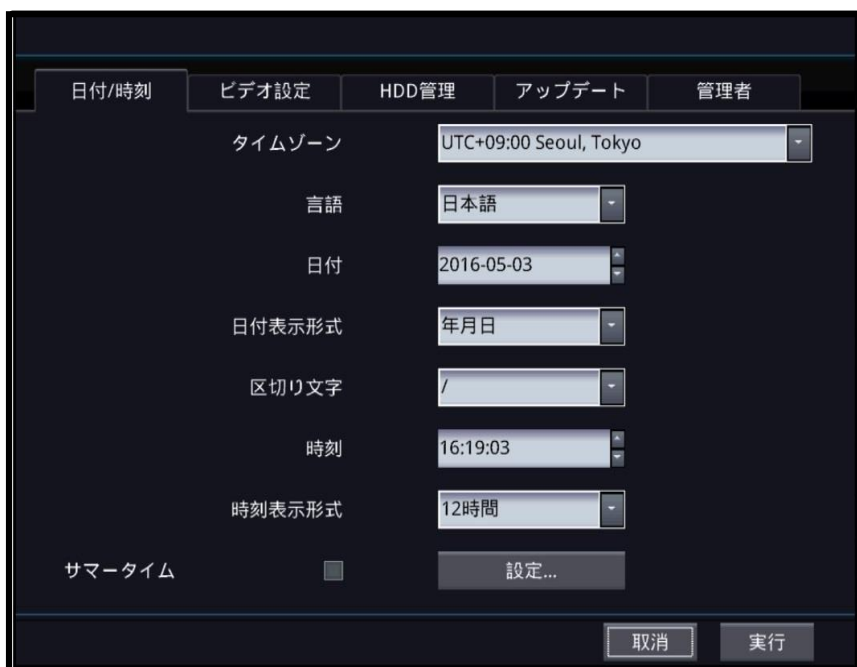 日付/時刻 ビデオ設定 HDD管理 アップデート 管理者
タイムゾーン UTC+09:00 Seoul, Tokyo
言語 日本語
日付 2016-05-03
日付表示形式 年月日
区切り文字 /
時刻 16:19:03
時刻表示形式 12時間
サマータイム 設定...
取消 実行